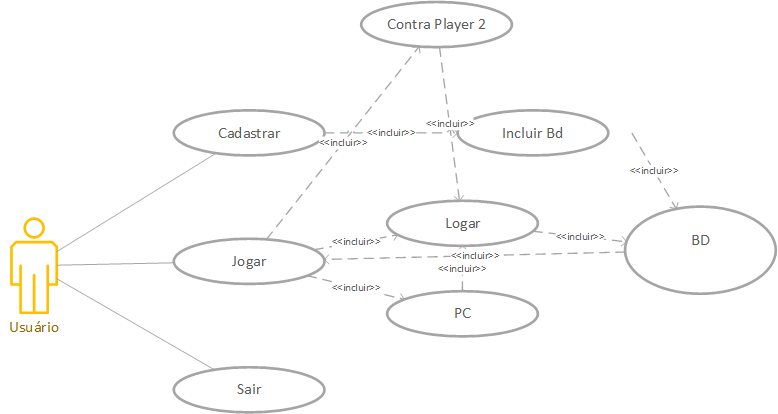 Contra Player 2
<<incluir>>
Cadastrar
<<incluir>>
Incluir Bd
<<incluir>>
<<incluir>>
Logar
<<incluir>>
<<incluir>>
BD
Jogar
<<incluir>>
<<incluir>>
<<incluir>>
PC
Usuário
Sair